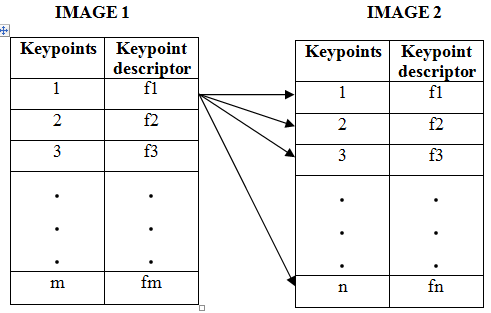 IMAGE 1
Keypoints Keypoint descriptor
1 f1
2 f2
3 f3
. .
. .
. .
m fm
IMAGE 2
Keypoints Keypoint descriptor
1 f1
2 f2
3 f3
. .
. .
. .
n fn